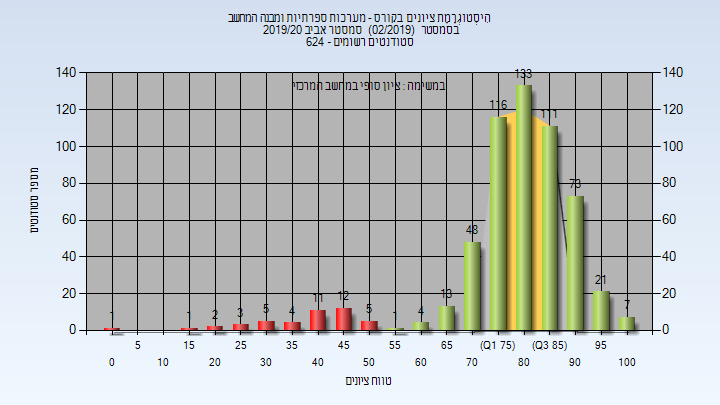 היסטוגרמת ציונים בקורס - מערכות ספרתיות ומבנה המחשב
בסמסטר (02/2019) סמסטר אביב 2019/20
סטודנטים רשומים - 624
במשימה : ציון סופי במחשב המרכזי
מספר סטודנטים
140 140
120 120
100 100
80 80
60 60
40 40
20 20
0 0
1 1 2 3 5 4 11 12 5 1 4 13 48 116 133 111 73 21 7
5 15 25 35 45 55 65 (Q1 75) (Q3 85) 95
0 10 20 30 40 50 60 70 80 90 100
טווח ציונים